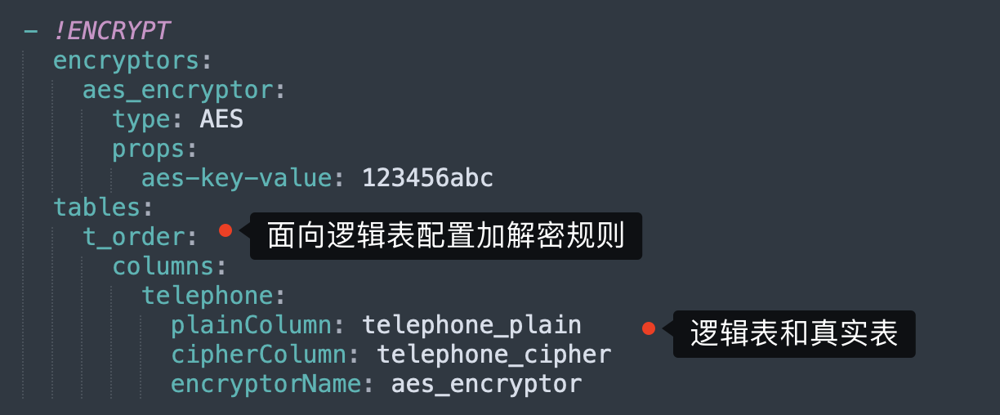 - !ENCRYPT
encryptors:
aes_encryptor:
type: AES
props:
aes-key-value: 123456abc
tables:
t_order:
面向逻辑表配置加解密规则
columns:
telephone:
plainColumn: telephone_plain
逻辑表和真实表
cipherColumn: telephone_cipher
encryptorName: aes_encryptor